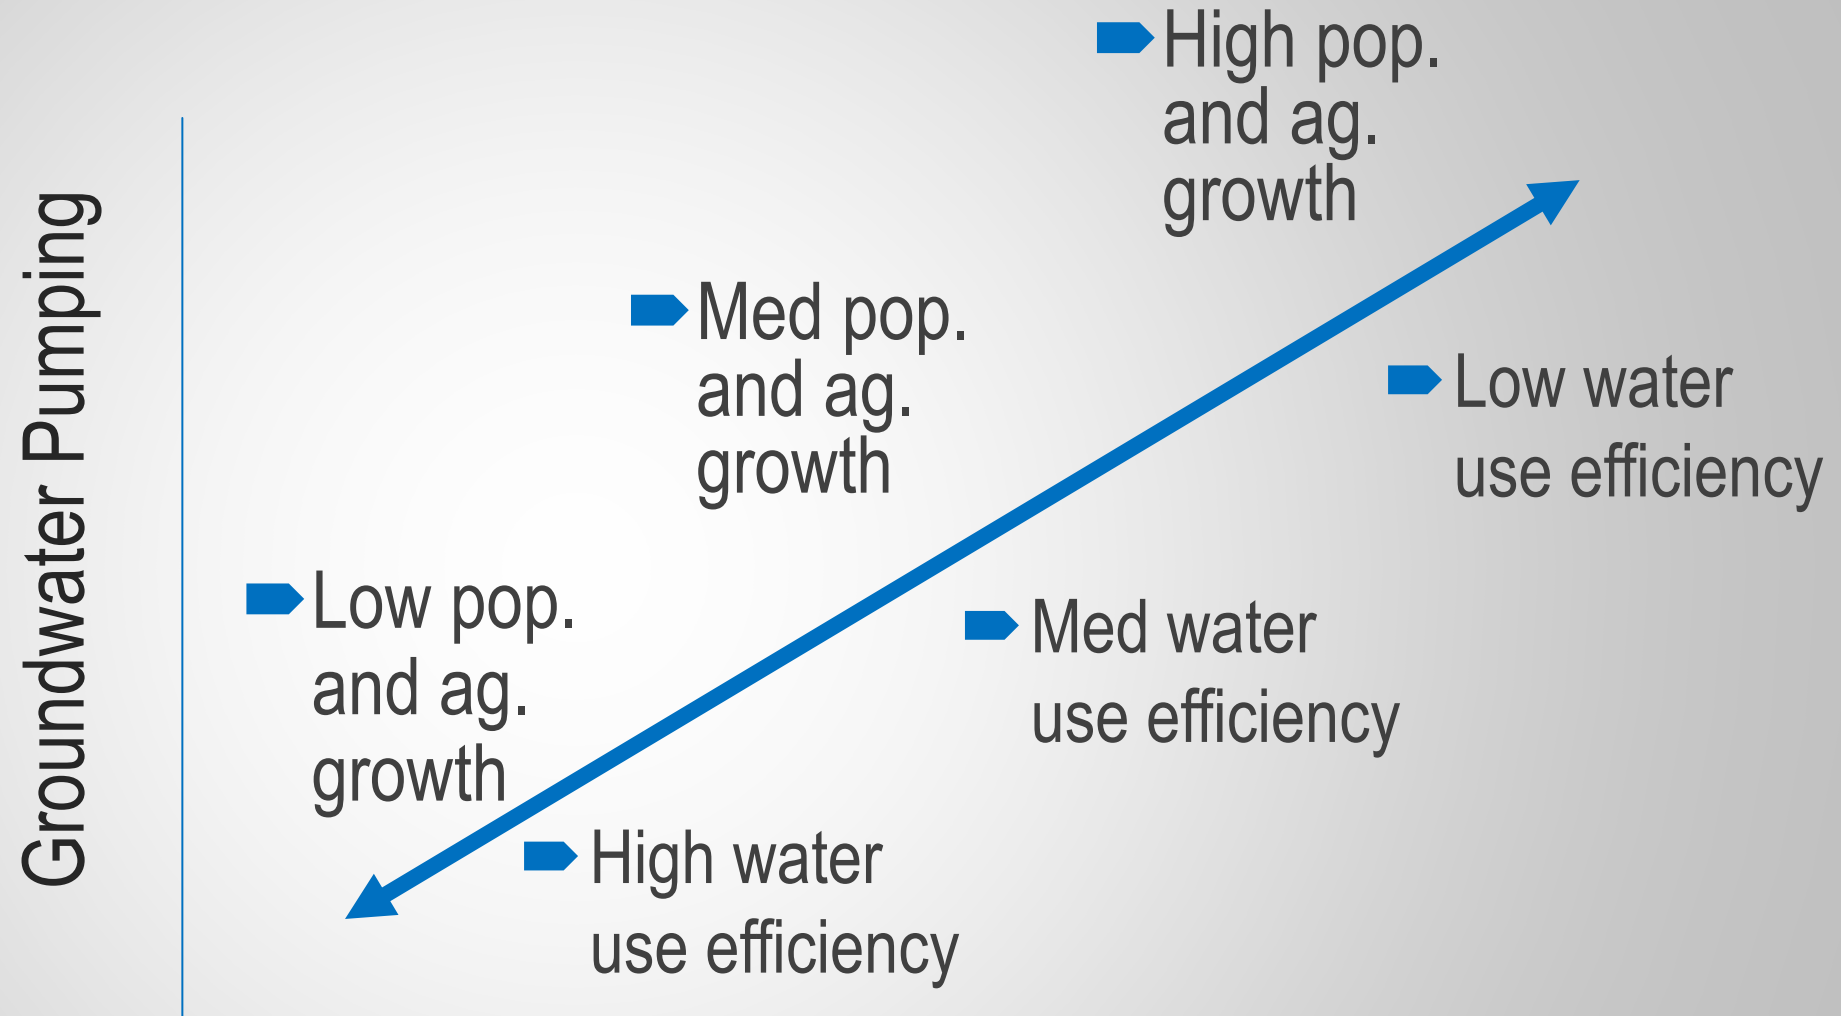 Groundwater Pumping
High pop.
and ag.
growth
Med pop.
and ag.
growth
Low water
use efficiency
Low pop.
and ag.
growth
Med water
use efficiency
High water
use efficiency